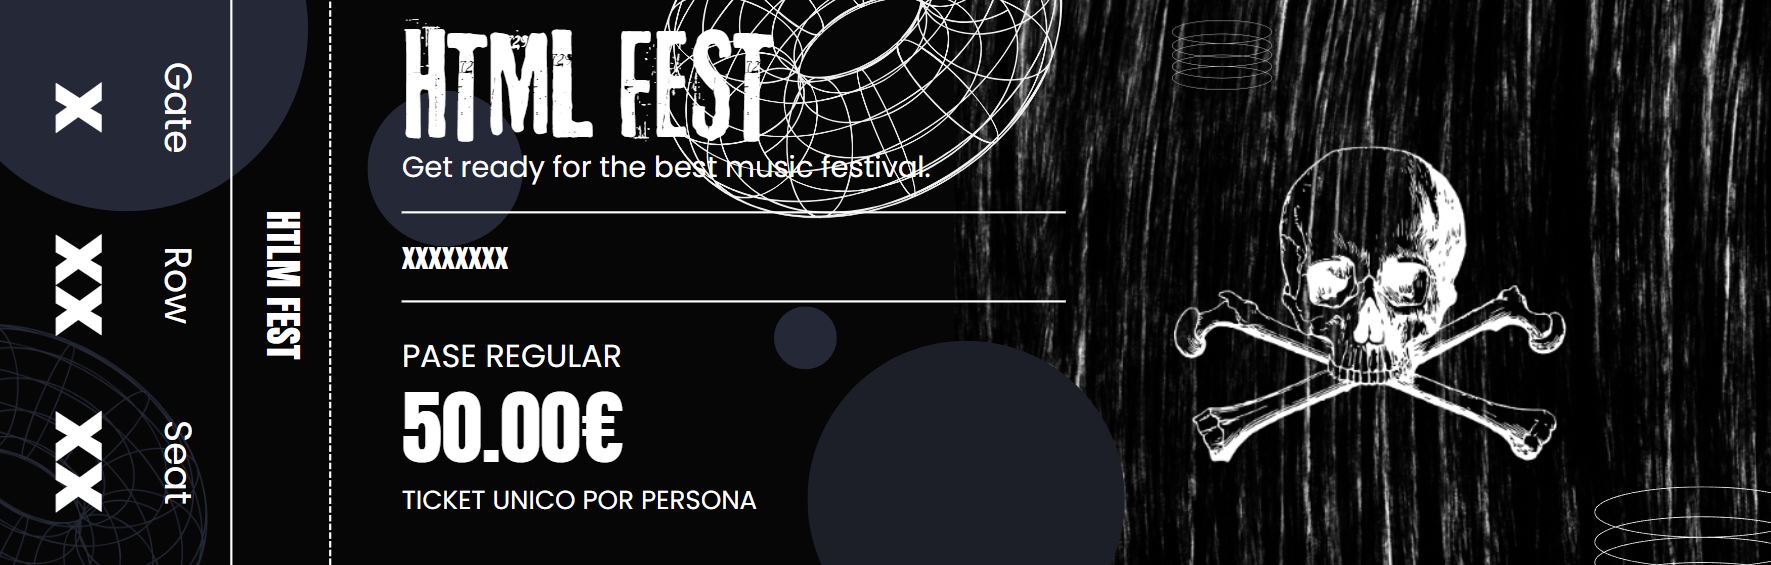 Gate
X
Row
XX
Seat
XX
HTLM FEST
HTML FEST
Get ready for the best music festival.
XXXXXXXX
PASE REGULAR
50.00€
TICKET UNICO POR PERSONA